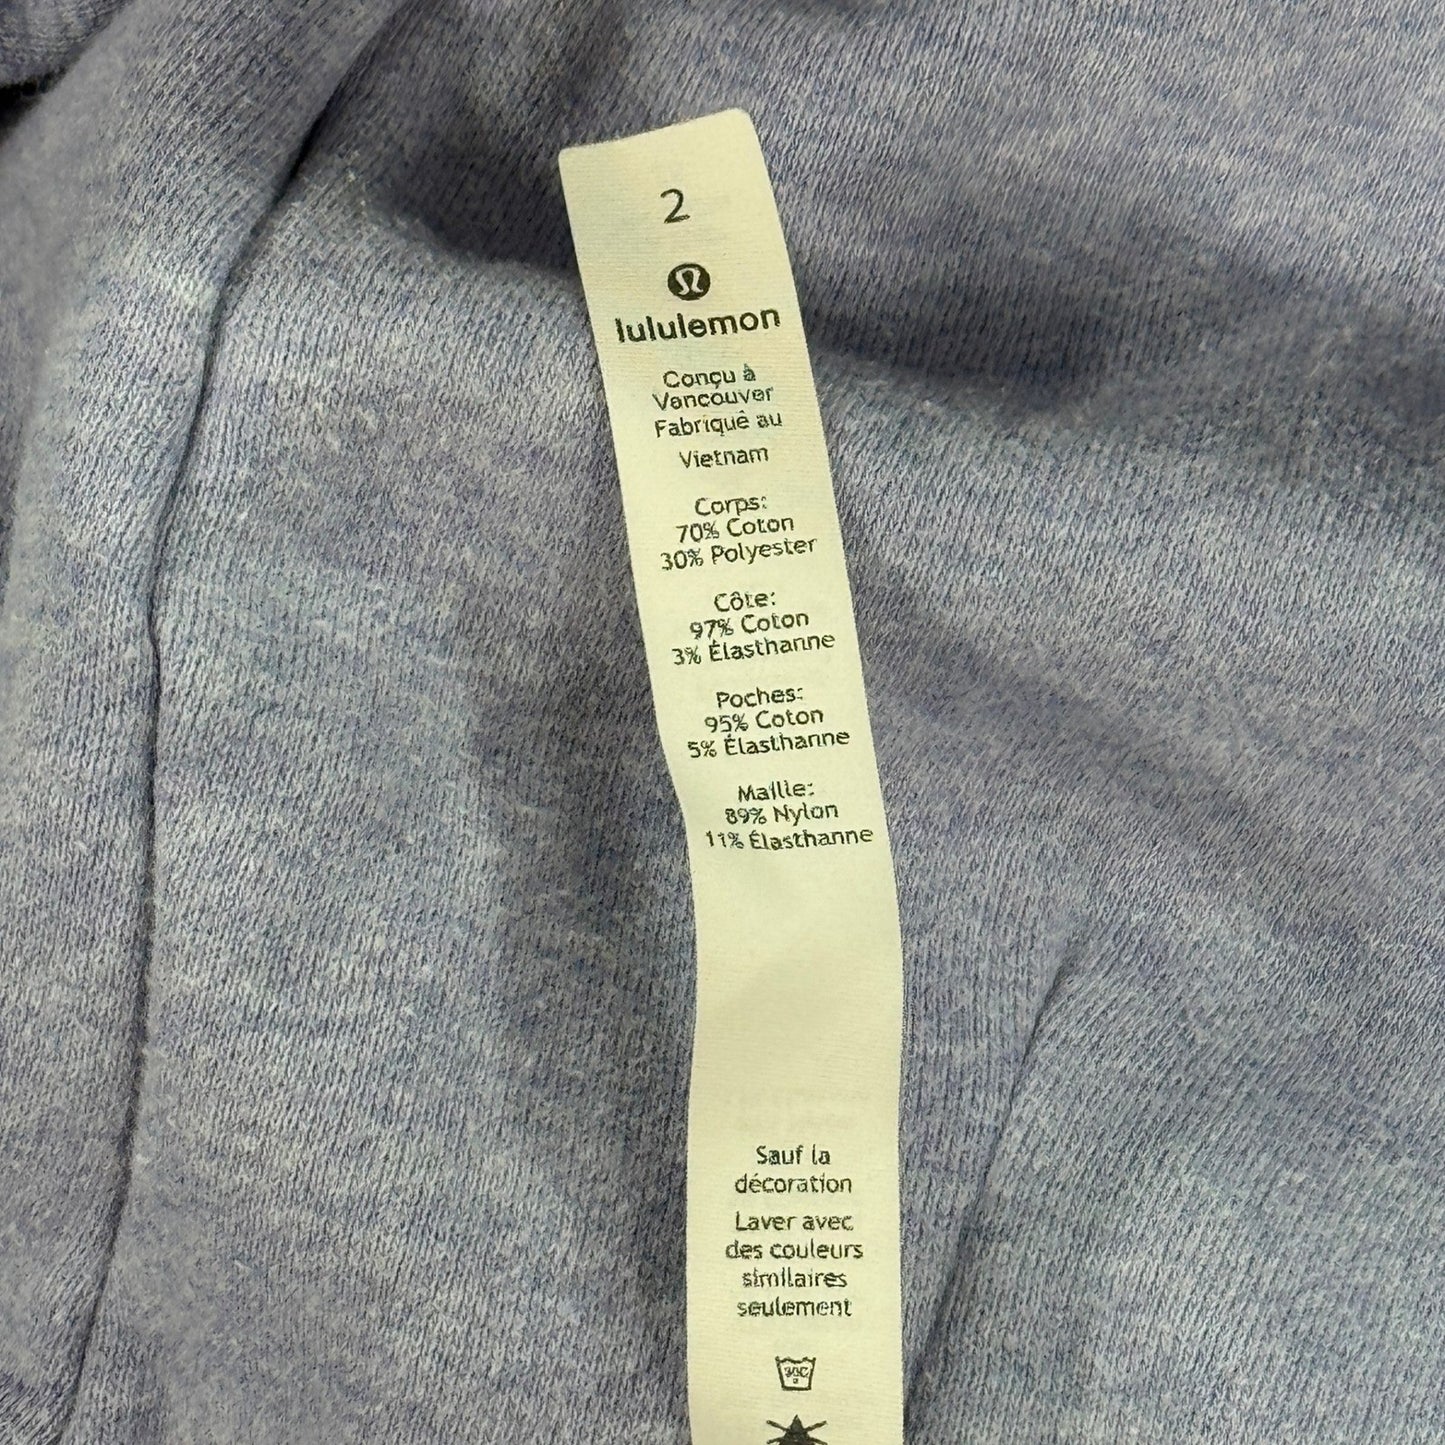 2
lululemon
Conçu à
Vancouver
Fabriqué au
Vietnam
Corps:
70% Coton
30% Polyester
Côte:
97% Coton
3% Élasthanne
Poches:
95% Coton
5% Élasthanne
Maille:
89% Nylon
11% Élasthanne
Sauf la
décoration
Laver avec
des couleurs
similaires
seulement
30C